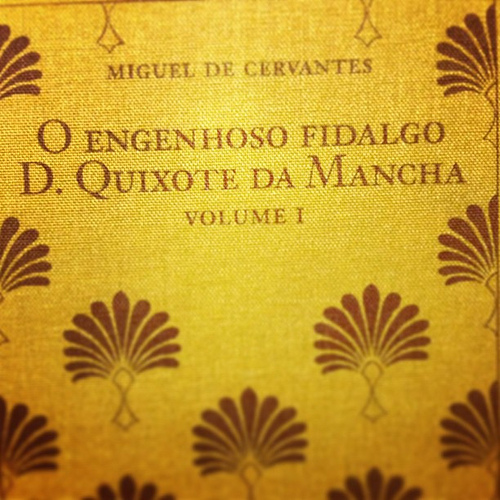 MIGUEL DE CERVANTES
O ENGENHOSO FIDALGO
D. QUIXOTE DA MANCHA
VOLUME I